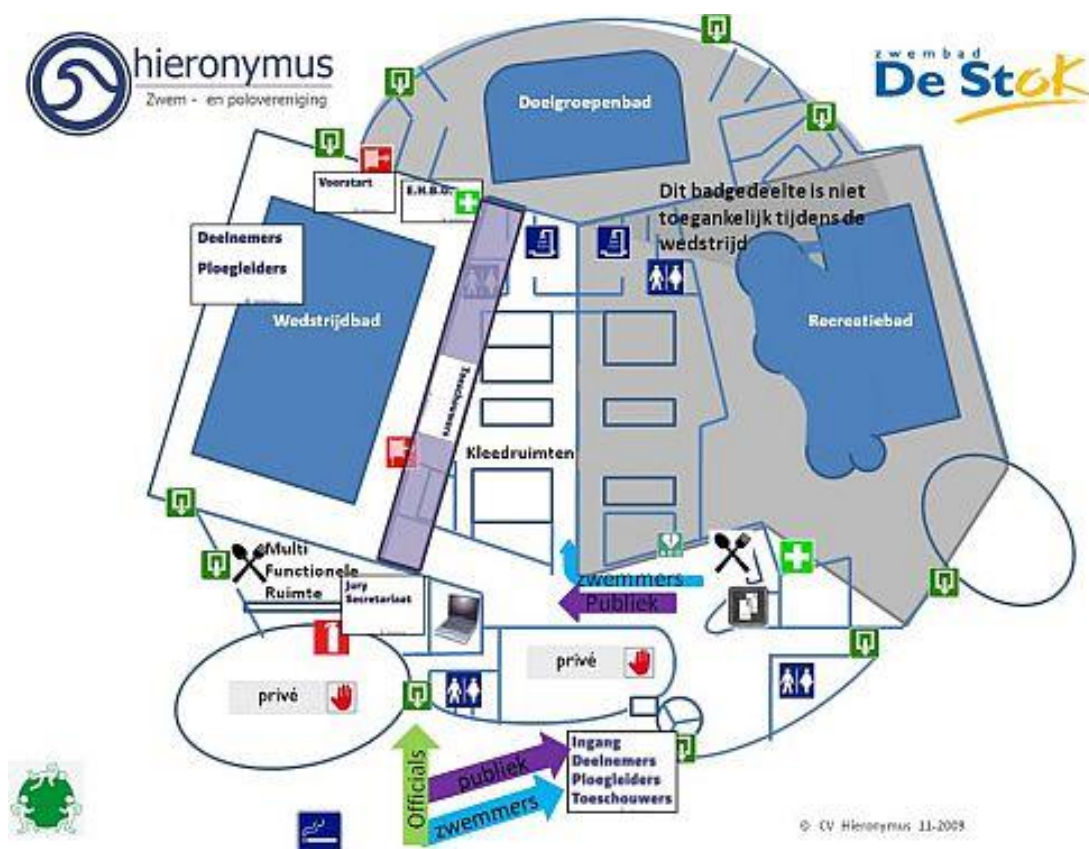 hieronymus
Zwem - en polovereniging
zwembad
De Stok
Doelgroepenbad
Voorstart
E.H.B.O.
Dit badgedeelte is niet
toegankelijk tijdens de
wedstrijd
Deelnemers
Ploegleiders
Wedstrijdbad
Recreatiebad
Toeschouwers
Kleedruimten
Multi
Functionele
Ruimte
Jury
Secretariaat
zwemmers
Publiek
privé
privé
Officials
publiek
zwemmers
Ingang
Deelnemers
Ploegleiders
Toeschouwers
© CV Hieronymus 11-2009